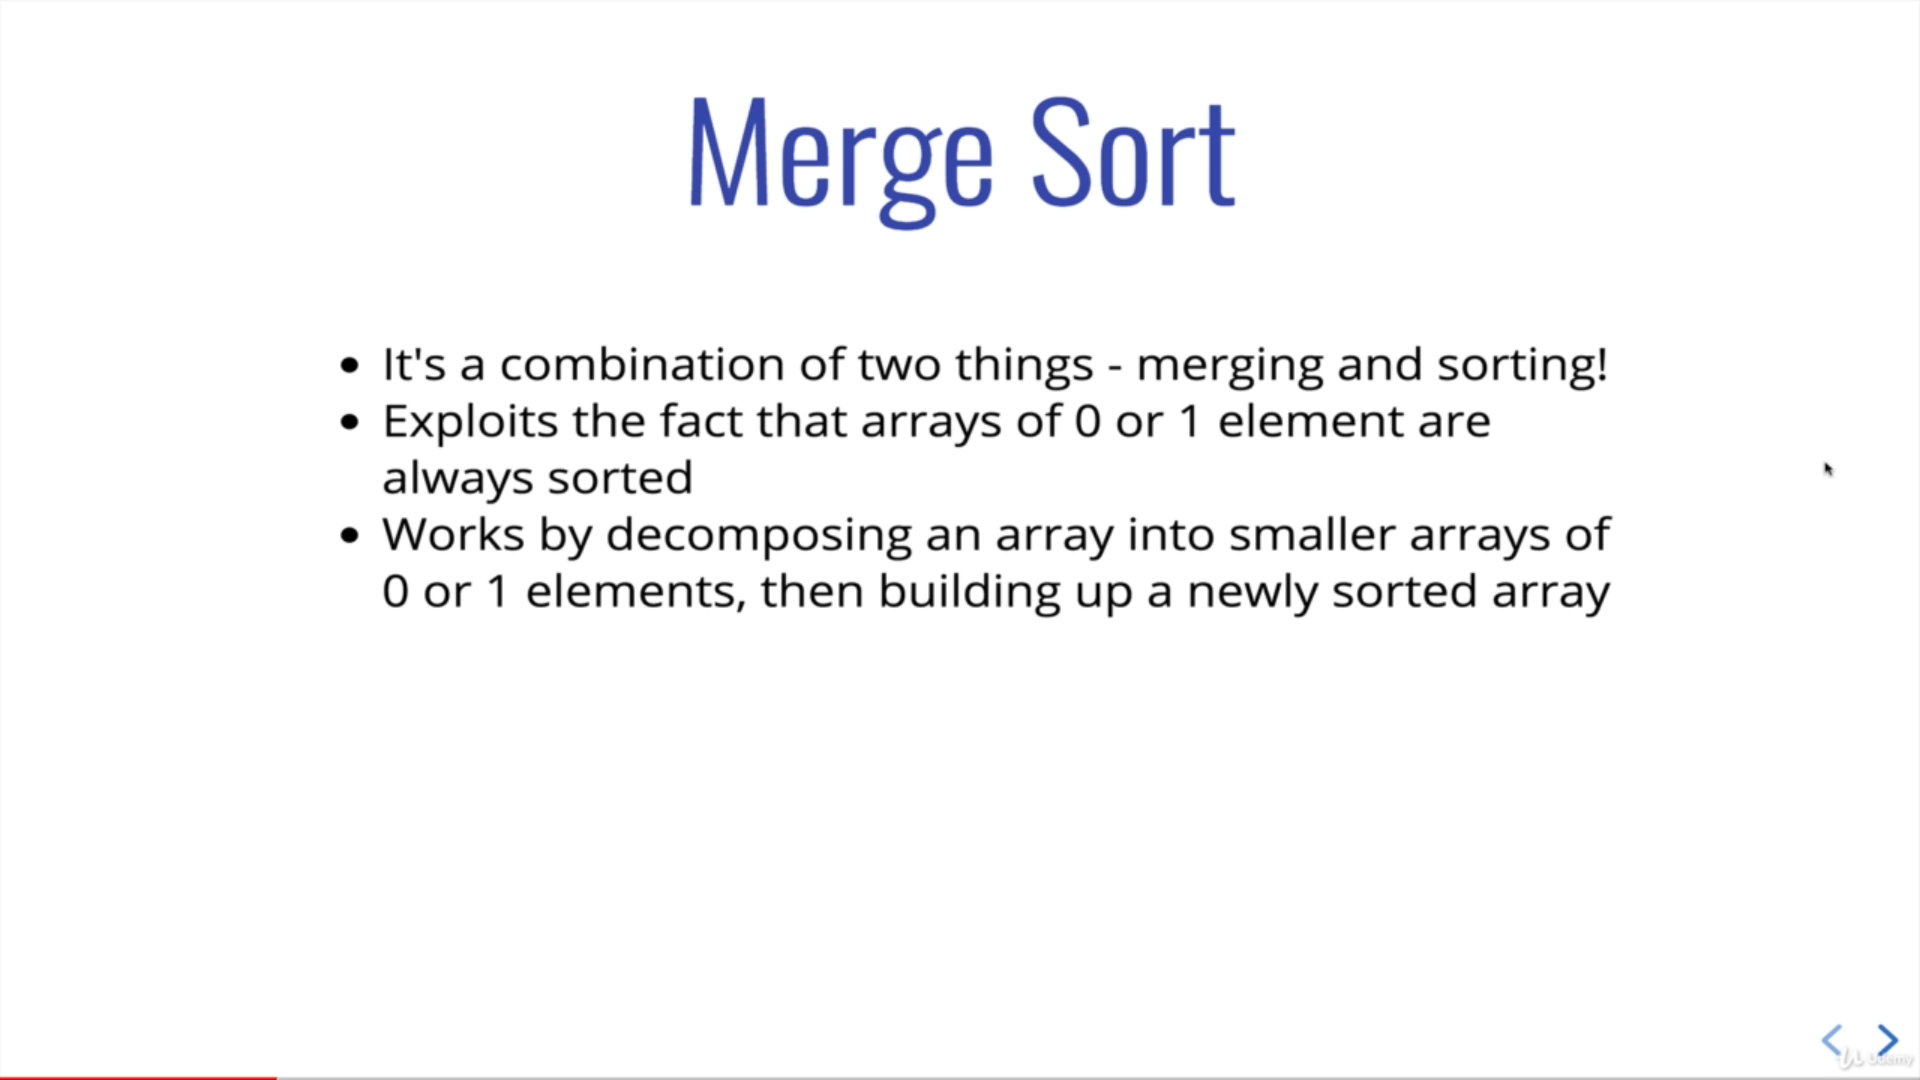 Merge Sort
• It's a combination of two things - merging and sorting!
• Exploits the fact that arrays of 0 or 1 element are
always sorted
• Works by decomposing an array into smaller arrays of
0 or 1 elements, then building up a newly sorted array
Udemy